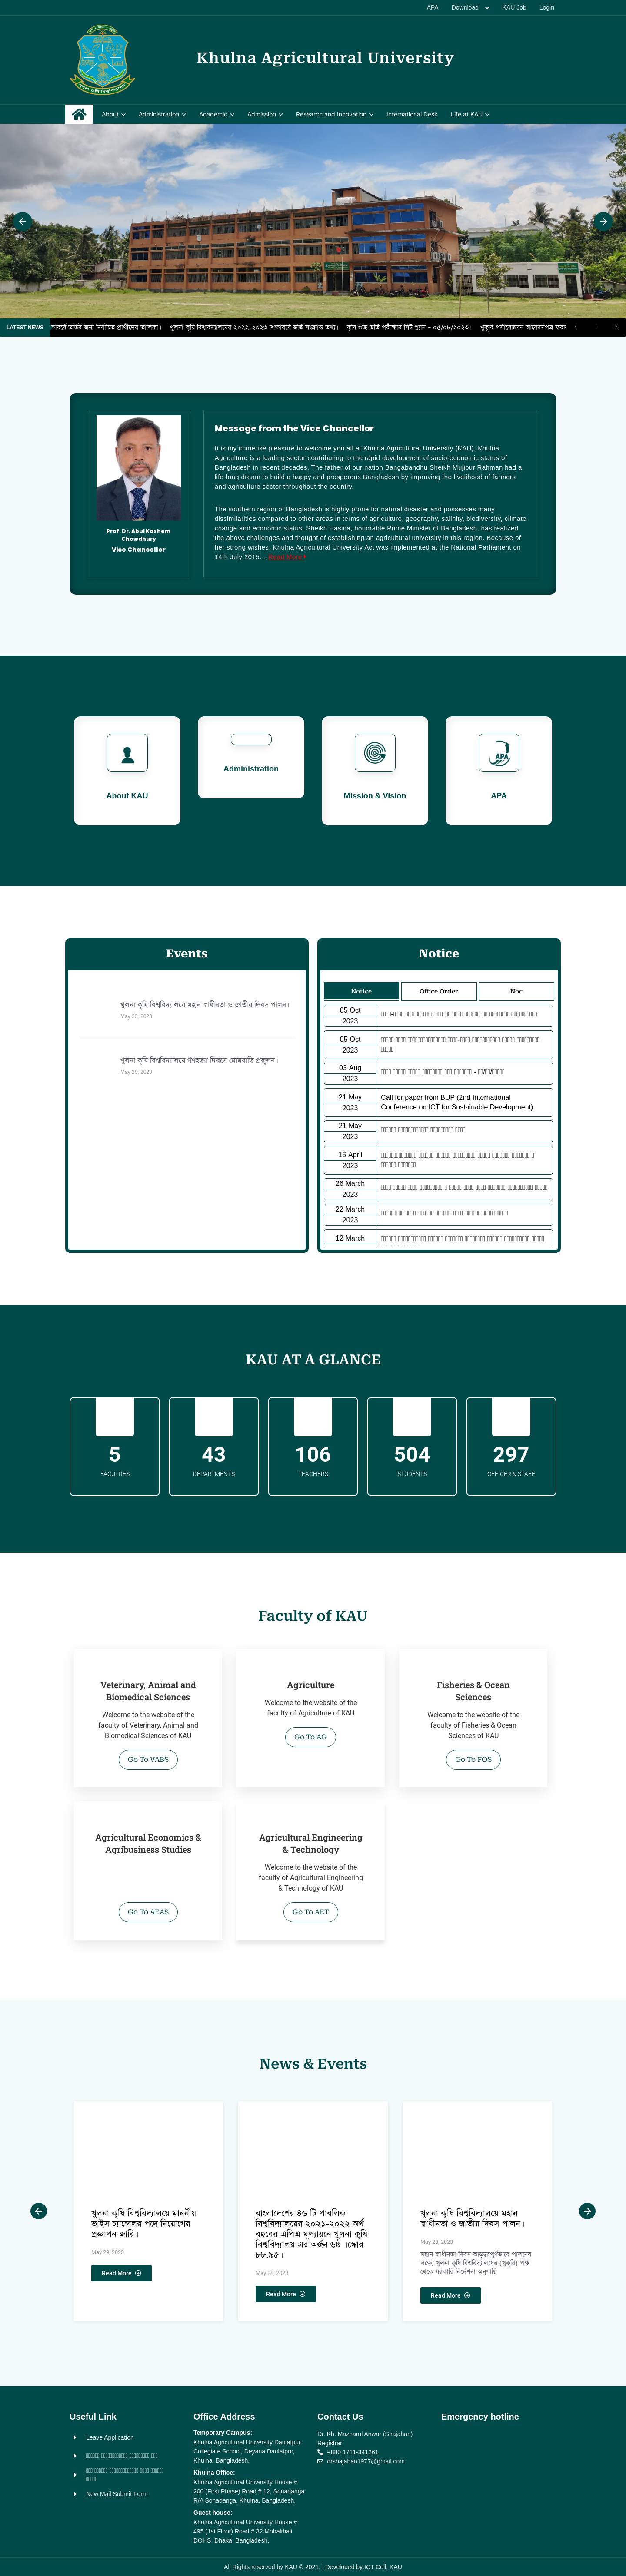 APA Download KAU Job Login
Khulna Agricultural University
About Administration Academic Admission Research and Innovation International Desk Life at KAU
LATEST NEWS ভর্তির জন্য নির্বাচিত প্রার্থীদের তালিকা। খুলনা কৃষি বিশ্ববিদ্যালয়ের ২০২২-২০২৩ শিক্ষাবর্ষে ভর্তি সংক্রান্ত তথ্য। কৃষি গুচ্ছ ভর্তি পরীক্ষার সিট প্ল্যান – ০৫/০৮/২০২৩।
Message from the Vice Chancellor
It is my immense pleasure to welcome you all at Khulna Agricultural University (KAU), Khulna.
Agriculture is a leading sector contributing to the rapid development of socio-economic status of
Bangladesh in recent decades. The father of our nation Bangabandhu Sheikh Mujibur Rahman had a
life-long dream to build a happy and prosperous Bangladesh by improving the livelihood of farmers
and agriculture sector throughout the country.
The southern region of Bangladesh is highly prone for natural disaster and possesses many
dissimilarities compared to other areas in terms of agriculture, geography, salinity, biodiversity, climate
change and economic status. Sheikh Hasina, honorable Prime Minister of Bangladesh, has realized
the above challenges and thought of establishing an agricultural university in this region. Because of
her strong wishes, Khulna Agricultural University Act was implemented at the National Parliament on
14th July 2015… Read More
Prof. Dr. Abul Kashem
Chowdhury
Vice Chancellor
About KAU
Administration
Mission & Vision
APA
Events
খুলনা কৃষি বিশ্ববিদ্যালয়ে মহান স্বাধীনতা ও জাতীয় দিবস পালন।
May 28, 2023
খুলনা কৃষি বিশ্ববিদ্যালয়ে গণহত্যা দিবসে মোমবাতি প্রজ্বলন।
May 28, 2023
Notice
Notice Office Order Noc
05 Oct
2023
05 Oct
2023
03 Aug
2023
21 May
2023
Call for paper from BUP (2nd International
Conference on ICT for Sustainable Development)
21 May
2023
16 April
2023
26 March
2023
22 March
2023
12 March
KAU AT A GLANCE
5
FACULTIES
43
DEPARTMENTS
106
TEACHERS
504
STUDENTS
297
OFFICER & STAFF
Faculty of KAU
Veterinary, Animal and
Biomedical Sciences
Welcome to the website of the
faculty of Veterinary, Animal and
Biomedical Sciences of KAU
Go To VABS
Agriculture
Welcome to the website of the
faculty of Agriculture of KAU
Go To AG
Fisheries & Ocean
Sciences
Welcome to the website of the
faculty of Fisheries & Ocean
Sciences of KAU
Go To FOS
Agricultural Economics &
Agribusiness Studies
Go To AEAS
Agricultural Engineering
& Technology
Welcome to the website of the
faculty of Agricultural Engineering
& Technology of KAU
Go To AET
News & Events
খুলনা কৃষি বিশ্ববিদ্যালয়ে মাননীয়
ভাইস চ্যান্সেলর পদে নিয়োগের
প্রজ্ঞাপন জারি।
May 29, 2023
Read More
বাংলাদেশের ৪৬ টি পাবলিক
বিশ্ববিদ্যালয়ের ২০২১-২০২২ অর্থ
বছরের এপিএ মূল্যায়নে খুলনা কৃষি
বিশ্ববিদ্যালয় এর অর্জন ৬ষ্ঠ ।স্কোর
৮৮.৯৫।
May 28, 2023
Read More
খুলনা কৃষি বিশ্ববিদ্যালয়ে মহান
স্বাধীনতা ও জাতীয় দিবস পালন।
May 28, 2023
মহান স্বাধীনতা দিবস আড়ম্বরপূর্ণভাবে পালনের
লক্ষ্যে খুলনা কৃষি বিশ্ববিদ্যালয়ের (খুকৃবি) পক্ষ
থেকে সরকারি নির্দেশনা অনুযায়ি
Read More
Useful Link
Leave Application
New Mail Submit Form
Office Address
Temporary Campus:
Khulna Agricultural University Daulatpur
Collegiate School, Deyana Daulatpur,
Khulna, Bangladesh.
Khulna Office:
Khulna Agricultural University House #
200 (First Phase) Road # 12, Sonadanga
R/A Sonadanga, Khulna, Bangladesh.
Guest house:
Khulna Agricultural University House #
495 (1st Floor) Road # 32 Mohakhali
DOHS, Dhaka, Bangladesh.
Contact Us
Dr. Kh. Mazharul Anwar (Shajahan)
Registrar
+880 1711-341261
drshajahan1977@gmail.com
Emergency hotline
All Rights reserved by KAU © 2021. | Developed by:ICT Cell, KAU